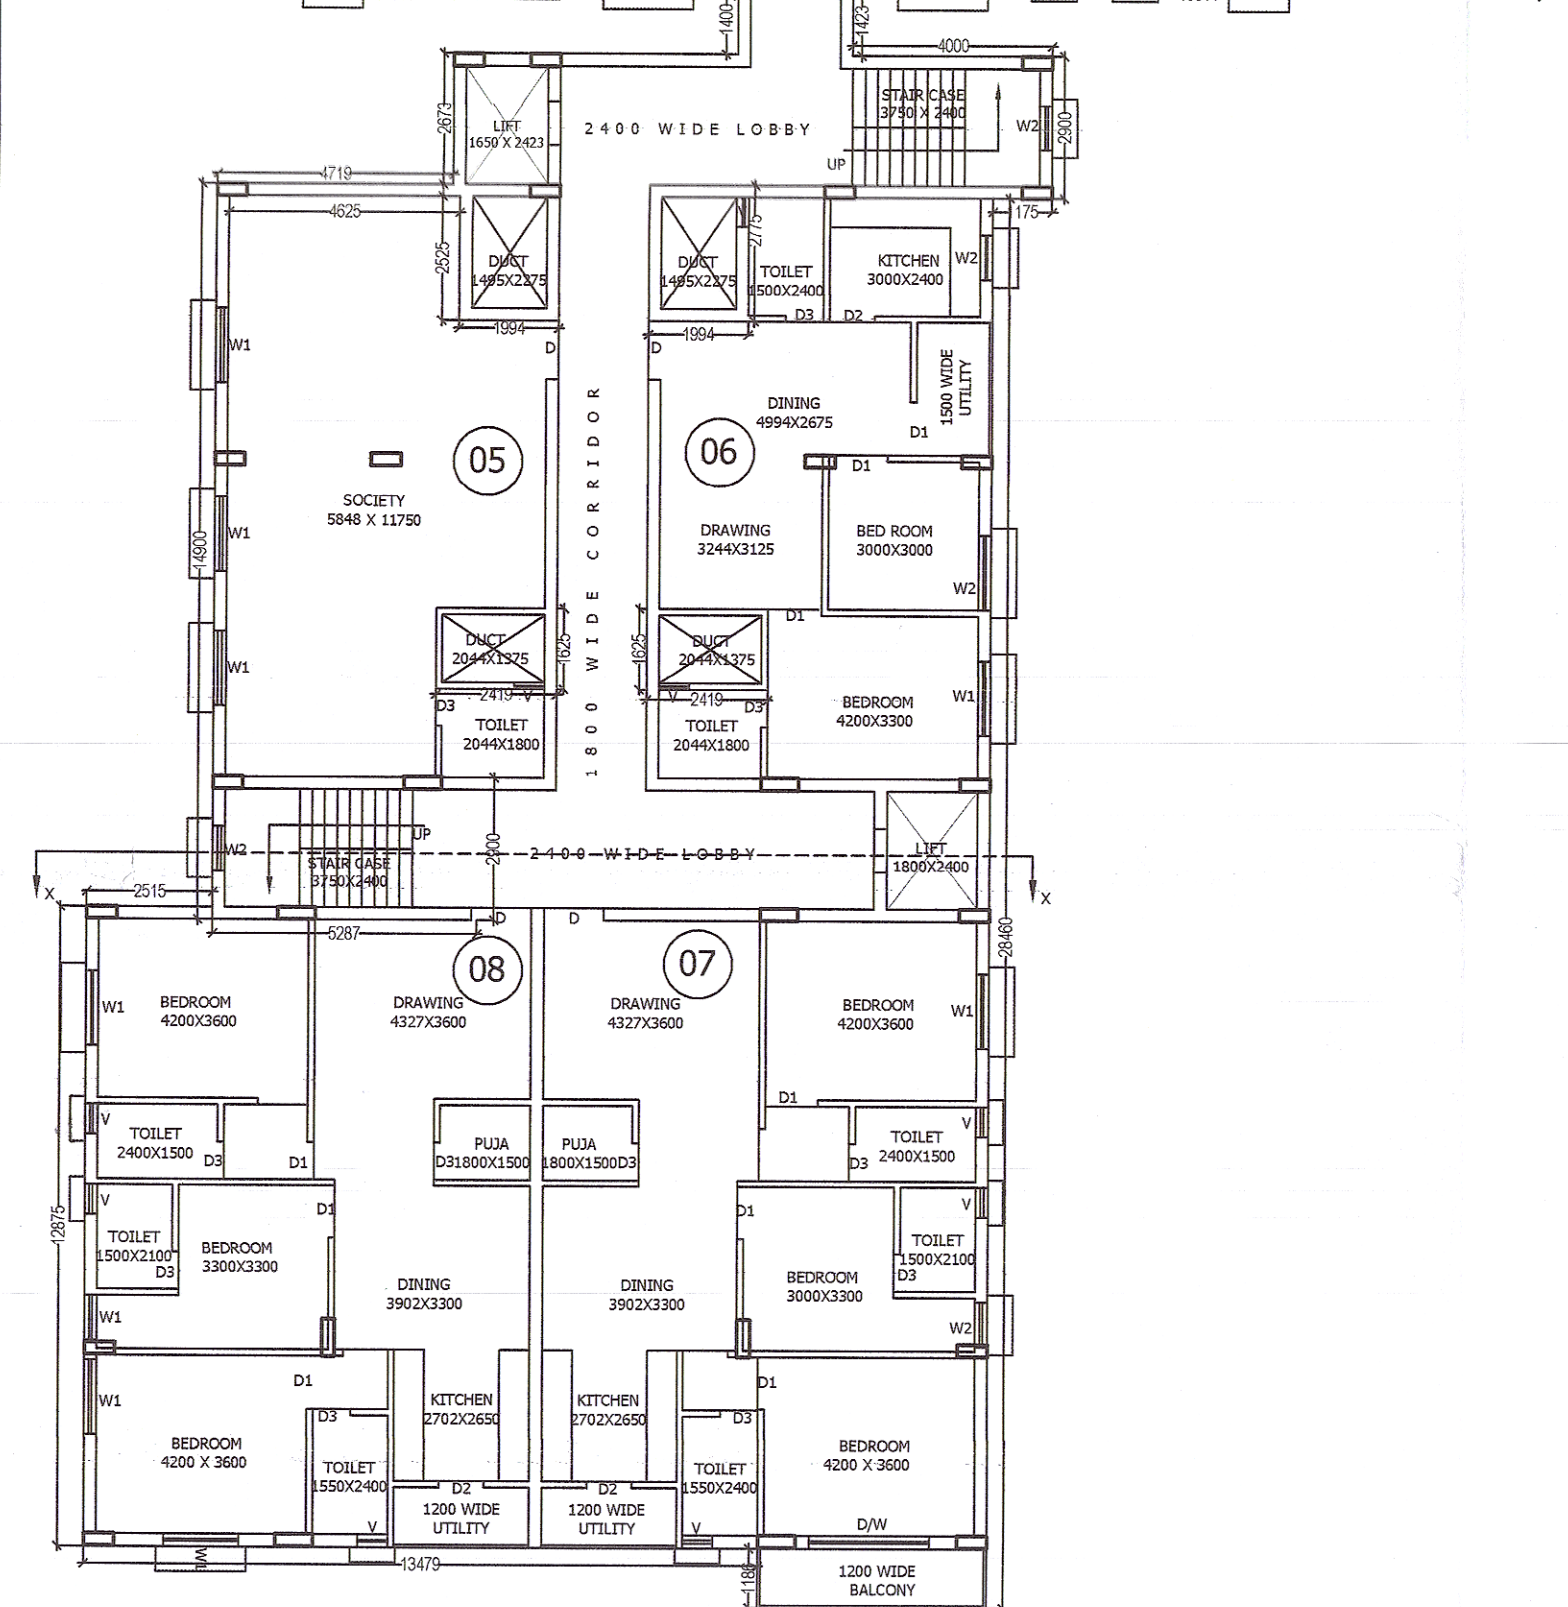 1400
1423
4000
STAIR CASE
3750 X 2400
2673
LIFT
1650 X 2423
2400 WIDE LOBBY
W2
2900
UP
4719
4625
175
2525
DUCT
1495X2275
DUCT
1495X2275
2775
TOILET
1500X2400
KITCHEN
3000X2400
W2
1994
1994
D3
D2
W1
D
D
1500 WIDE
UTILITY
DINING
4994X2675
D1
05
06
D1
SOCIETY
5848 X 11750
1800 WIDE CORRIDOR
DRAWING
3244X3125
BED ROOM
3000X3000
W1
14900
W2
D1
DUCT
2044X1375
1625
1625
DUCT
2044X1375
W1
2419
V
V
2419
D3
D3
TOILET
2044X1800
TOILET
2044X1800
BEDROOM
4200X3300
W1
UP
2900
2400 WIDE LOBBY
W2
STAIR CASE
3750X2400
LIFT
1800X2400
X
X
2515
5287
D
D
28460
08
07
BEDROOM
4200X3600
W1
DRAWING
4327X3600
DRAWING
4327X3600
BEDROOM
4200X3600
W1
D1
V
TOILET
2400X1500
D3
D1
PUJA
D31800X1500
PUJA
1800X1500D3
D3
TOILET
2400X1500
V
12875
V
TOILET
1500X2100
D3
D1
BEDROOM
3300X3300
D1
V
TOILET
1500X2100
D3
DINING
3902X3300
DINING
3902X3300
BEDROOM
3000X3300
W1
W2
D1
D1
W1
KITCHEN
2702X2650
KITCHEN
2702X2650
D3
D3
BEDROOM
4200 X 3600
BEDROOM
4200 X 3600
TOILET
1550X2400
TOILET
1550X2400
D2
D2
1200 WIDE
UTILITY
1200 WIDE
UTILITY
V
V
D/W
W1
13479
1186
1200 WIDE
BALCONY